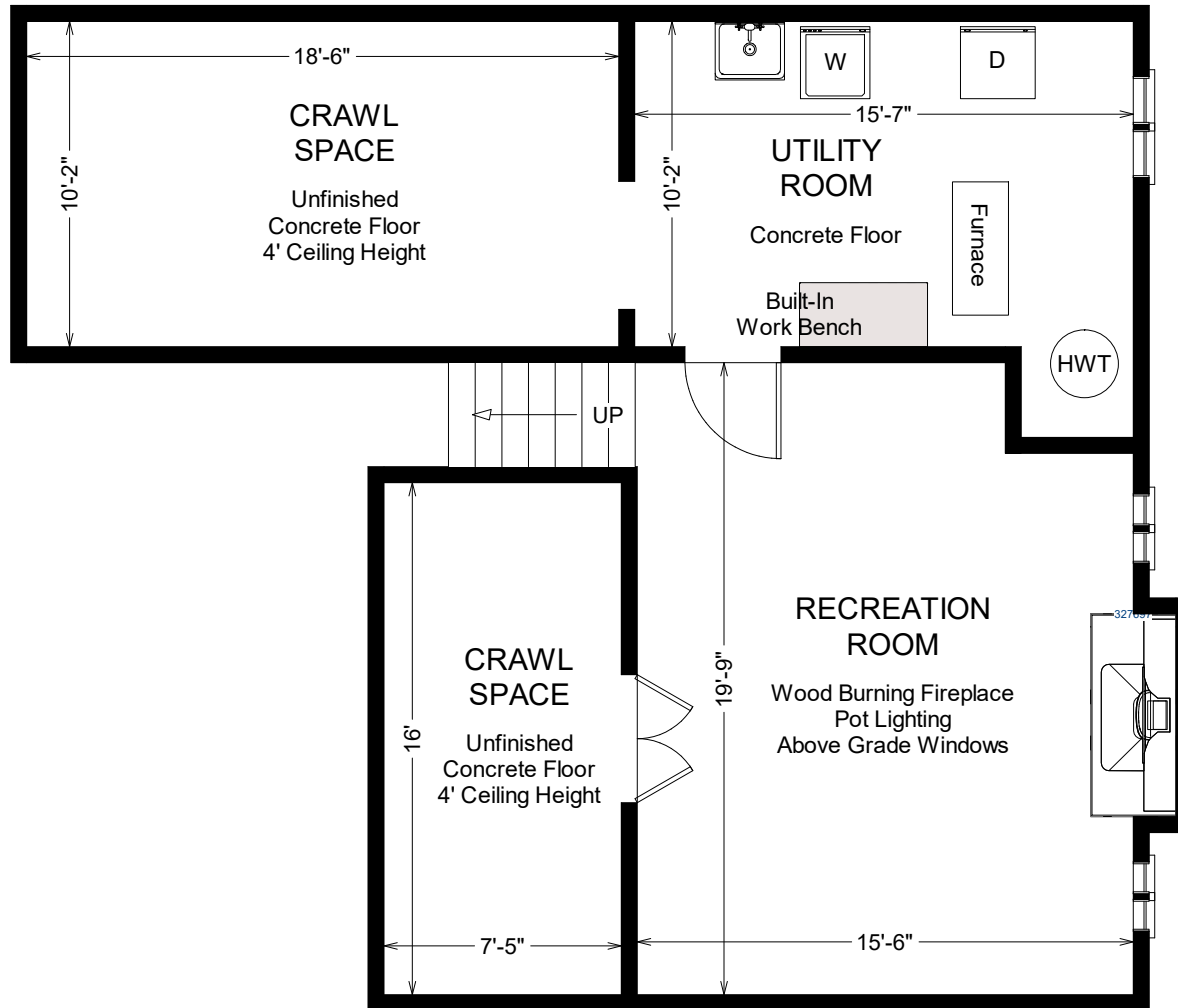 18'-6"
10'-2"
CRAWL
SPACE
Unfinished
Concrete Floor
4' Ceiling Height
W
D
15'-7"
10'-2"
UTILITY
ROOM
Concrete Floor
Furnace
Built-In
Work Bench
HWT
UP
19'-9"
RECREATION
ROOM
Wood Burning Fireplace
Pot Lighting
Above Grade Windows
15'-6"
CRAWL
SPACE
Unfinished
Concrete Floor
4' Ceiling Height
16'
7'-5"